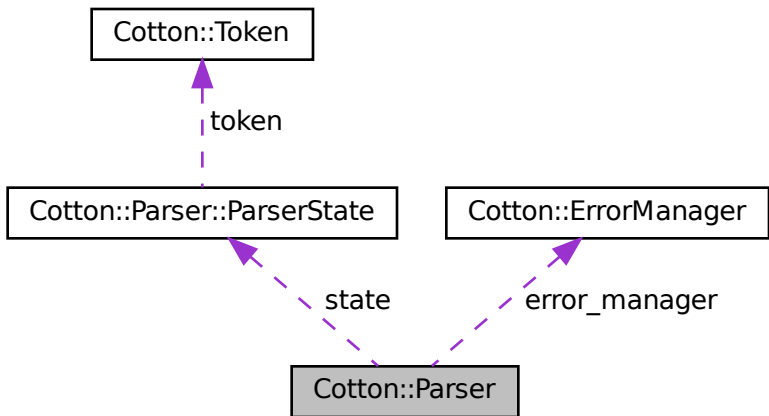 Cotton::Token
token
Cotton::Parser::ParserState
Cotton::ErrorManager
state
error_manager
Cotton::Parser